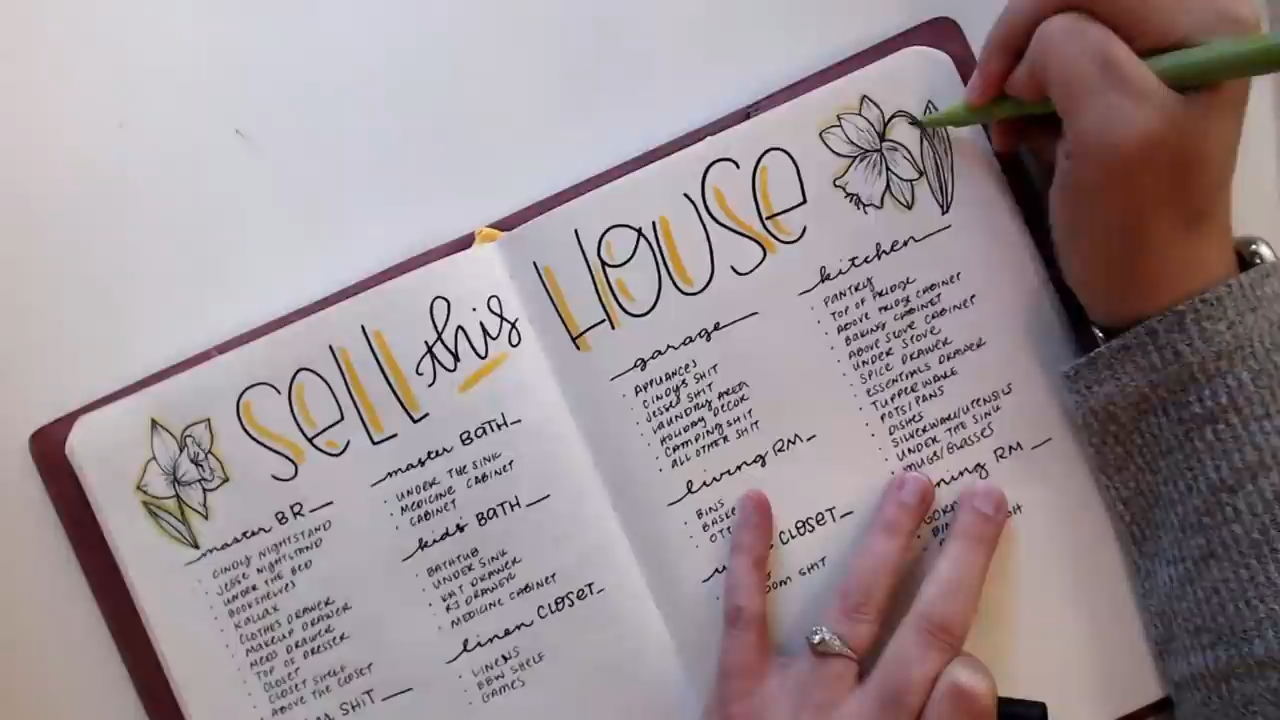 SELL this HOUSE
master BR
CINDY NIGHTSTAND
JESSE NIGHTSTAND
UNDER THE BED
BOOKSHELVES
KALLAX
CLOTHES DRAWER
MAKEUP DRAWER
MEDS DRAWER
TOP OF DRESSER
CLOSET
CLOSET SHELF
ABOVE THE CLOSET
SHIT
master BATH
UNDER THE SINK
MEDICINE CABINET
CABINET
kids BATH
BATHTUB
UNDER SINK
KAT DRAWER
RJ DRAWER
MEDICINE CABINET
linen CLOSET
LINENS
BBW SHELF
GAMES
garage
APPLIANCES
CINDY'S SHIT
JESSE SHIT
LAUNDRY AREA
HOLIDAY DECOR
CAMPING SHIT
ALL OTHER SHIT
living RM
BINS
CLOSET
SHIT
kitchen
PANTRY
TOP OF FRIDGE
ABOVE FRIDGE CABINET
BAKING CABINET
ABOVE STOVE CABINET
UNDER STOVE
SPICE DRAWER
ESSENTIALS DRAWER
TUPPERWARE
POTS/PANS
DISHES
SILVERWARE/UTENSILS
UNDER THE SINK
MUGS/GLASSES
RM